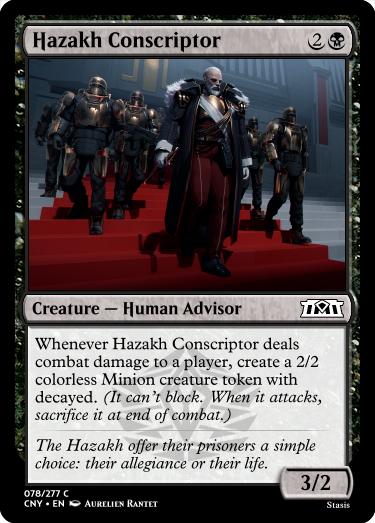 Hazakh Conscriptor 2
Creature — Human Advisor
Whenever Hazakh Conscriptor deals
combat damage to a player, create a 2/2
colorless Minion creature token with
decayed. (It can't block. When it attacks,
sacrifice it at end of combat.)
The Hazakh offer their prisoners a simple
choice: their allegiance or their life.
3/2
078/277 C
CNY • EN Aurelien Rantet
Stasis